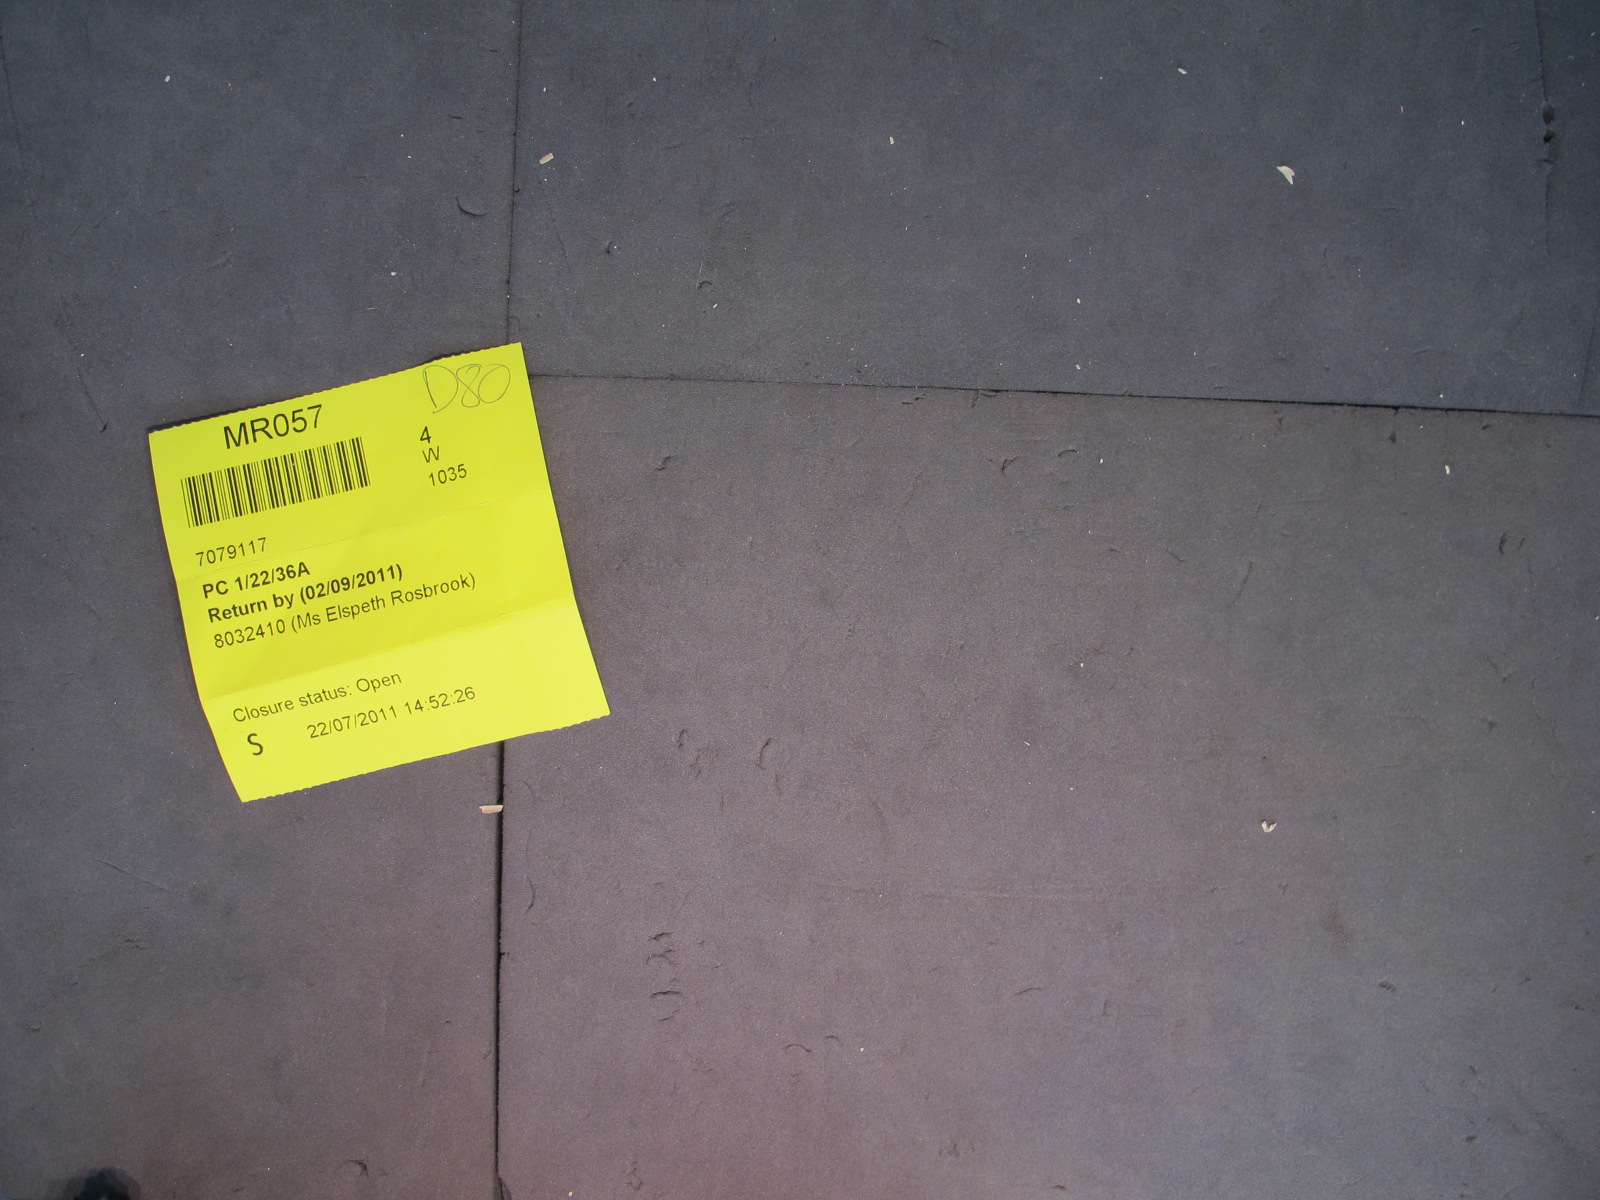 D80
MR057
4
W
1035
7079117
PC 1/22/36A
Return by (02/09/2011)
8032410 (Ms Elspeth Rosbrook)
Closure status: Open
S 22/07/2011 14:52:26